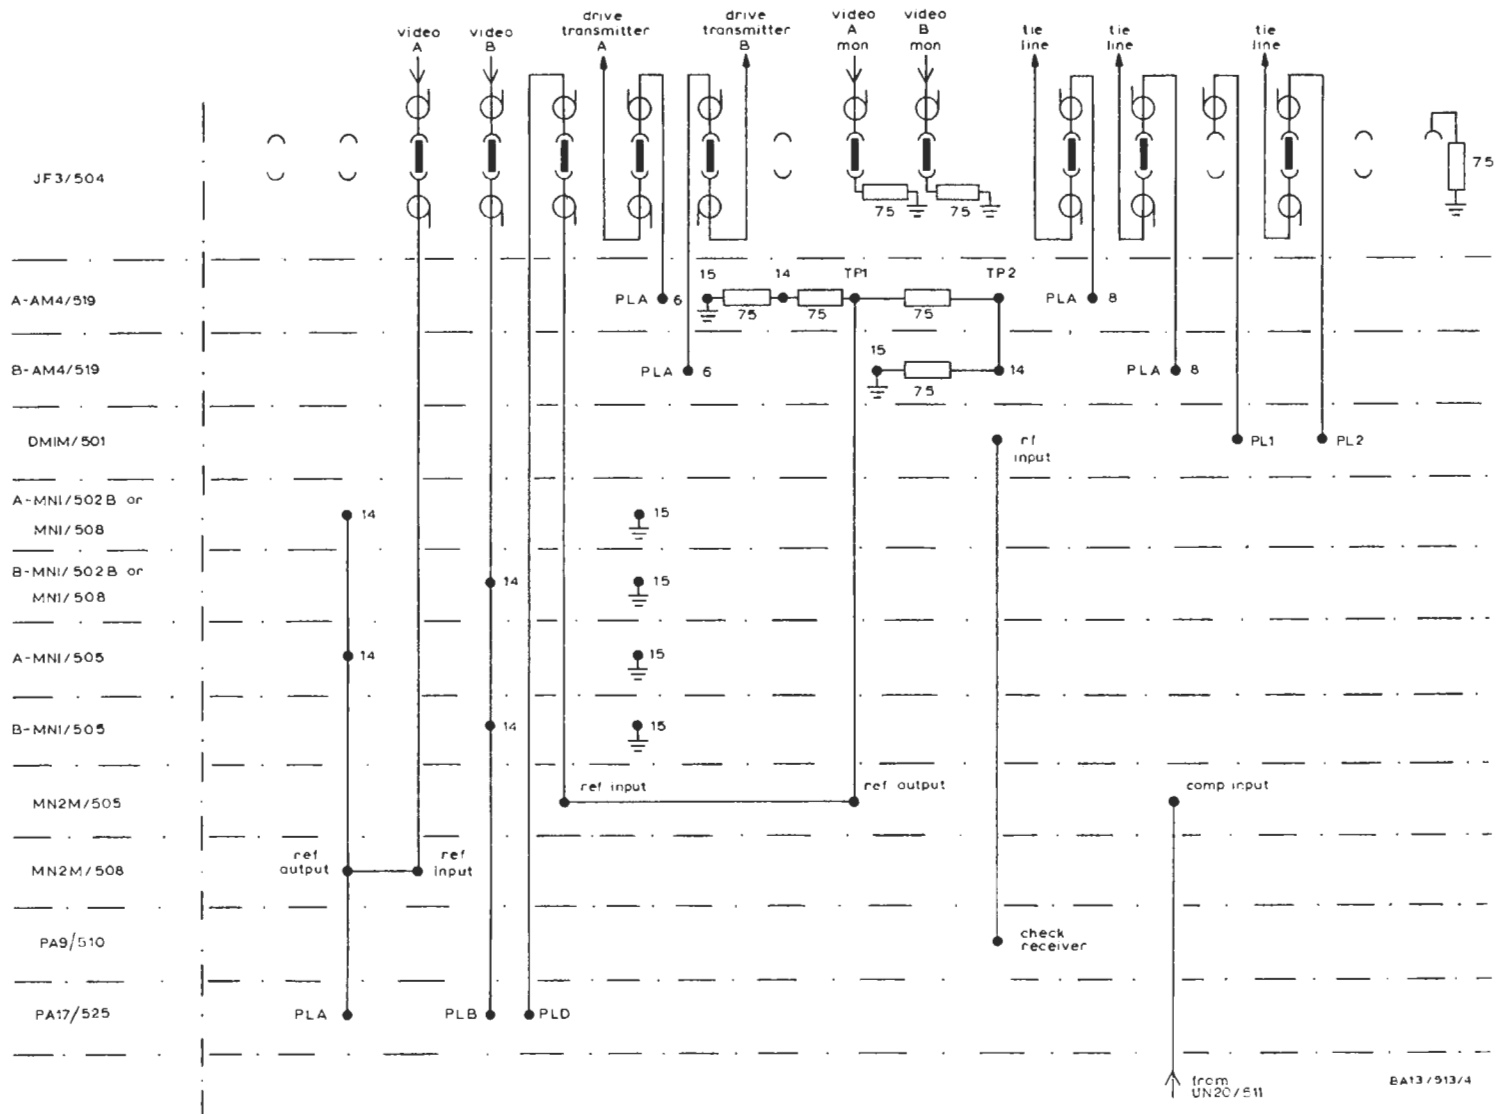 video A
video B
drive transmitter A
drive transmitter B
video A mon
video B mon
tie line
tie line
tie line
JF3/504
75
75
75
A-AM4/519
PLA 6
15
14
TP1
TP2
75
75
75
PLA 8
B-AM4/519
PLA 6
15
75
14
PLA 8
DMIM/501
rf input
PL1
PL2
A-MNI/502B or MNI/508
14
15
B-MNI/502B or MNI/508
14
15
A-MNI/505
14
15
B-MNI/505
14
15
MN2M/505
ref input
ref output
comp input
MN2M/508
ref output
ref input
PA9/510
check receiver
PA17/525
PLA
PLB
PLD
from UN20/511
BA13/513/4